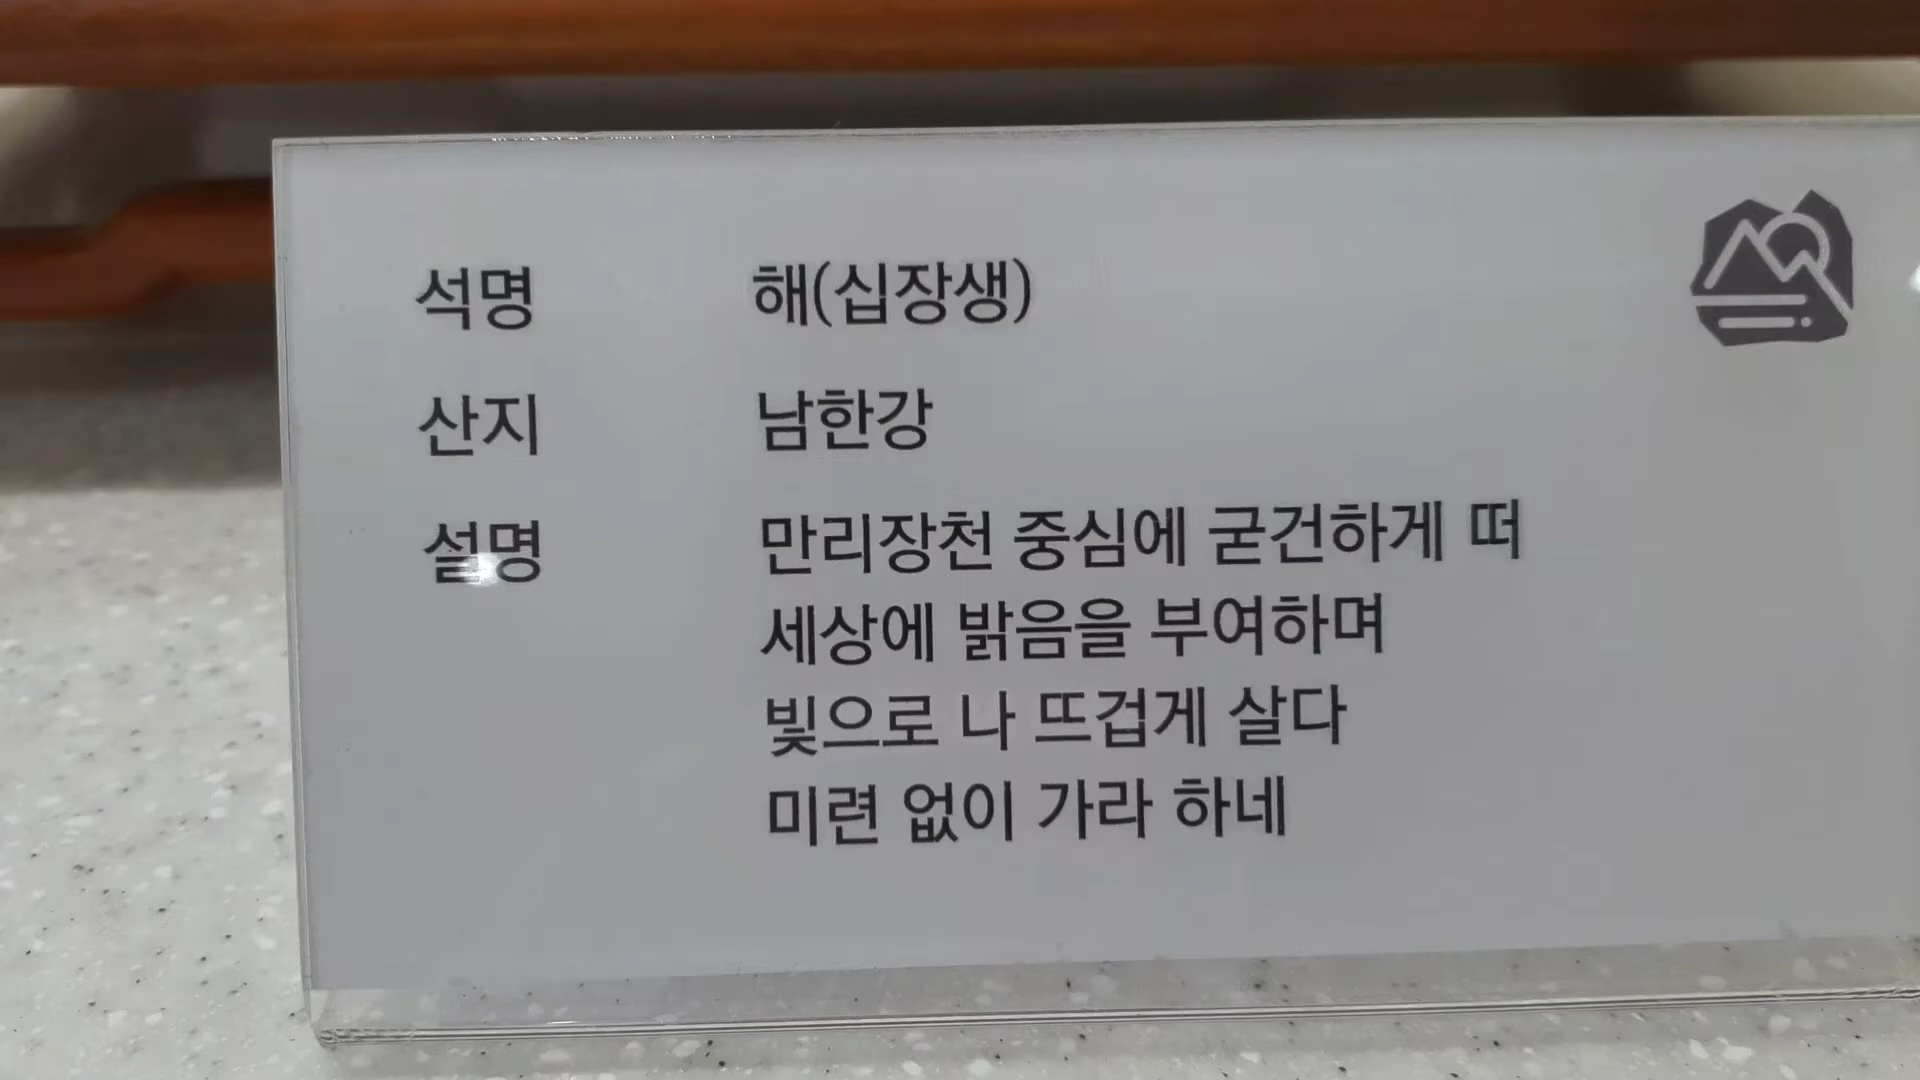 석명 해(십장생)
산지 남한강
설명 만리장천 중심에 굳건하게 떠
세상에 밝음을 부여하며
빛으로 나 뜨겁게 살다
미련 없이 가라 하네